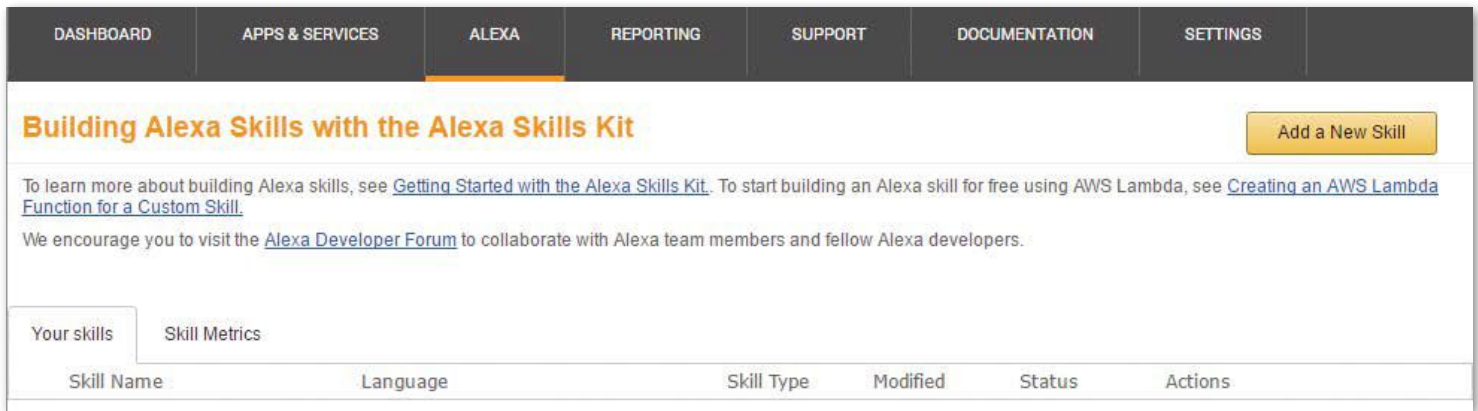 DASHBOARD APPS & SERVICES ALEXA REPORTING SUPPORT DOCUMENTATION SETTINGS
Building Alexa Skills with the Alexa Skills Kit
Add a New Skill
To learn more about building Alexa skills, see Getting Started with the Alexa Skills Kit.. To start building an Alexa skill for free using AWS Lambda, see Creating an AWS Lambda
Function for a Custom Skill.
We encourage you to visit the Alexa Developer Forum to collaborate with Alexa team members and fellow Alexa developers.
Your skills Skill Metrics
Skill Name Language Skill Type Modified Status Actions